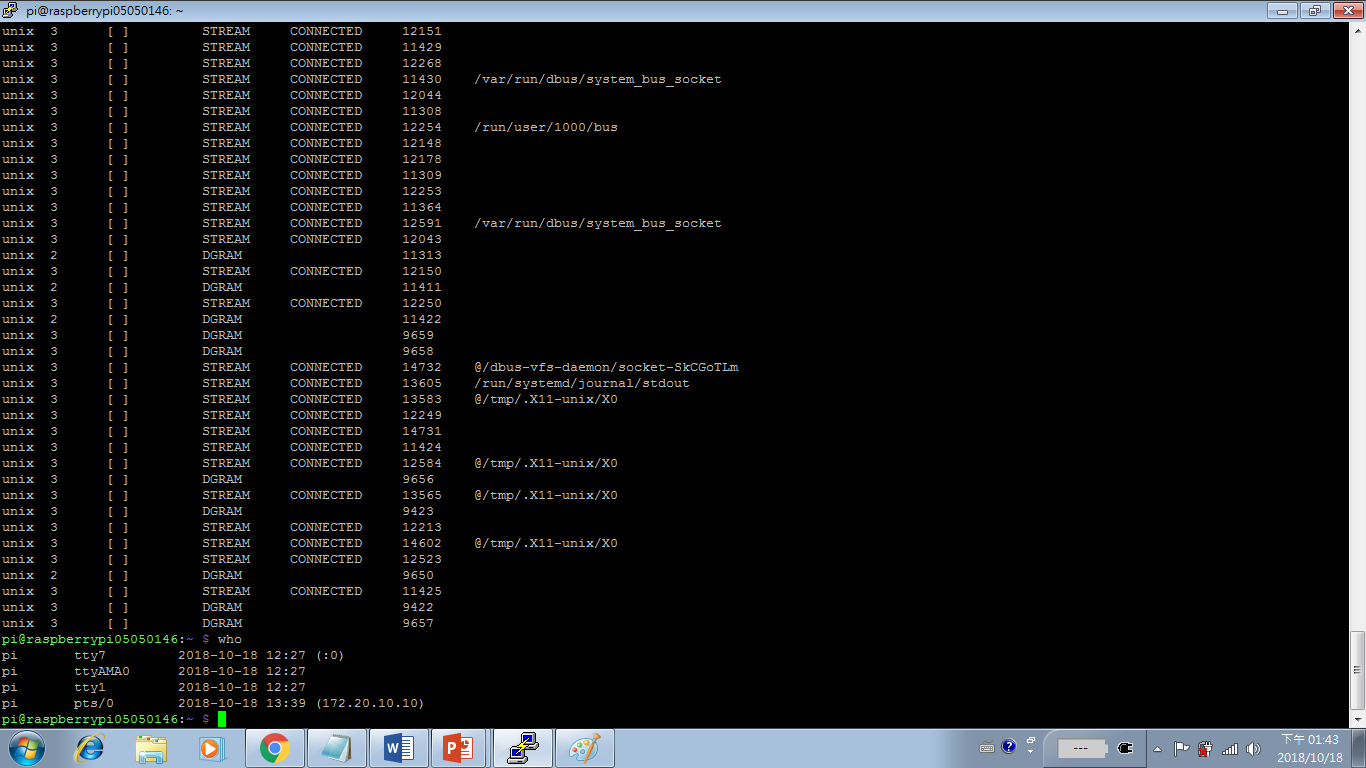 pi@raspberrypi05050146: ~
unix 3 [ ] STREAM CONNECTED 12151
unix 3 [ ] STREAM CONNECTED 11429
unix 3 [ ] STREAM CONNECTED 12268
unix 3 [ ] STREAM CONNECTED 11430 /var/run/dbus/system_bus_socket
unix 3 [ ] STREAM CONNECTED 12044
unix 3 [ ] STREAM CONNECTED 11308
unix 3 [ ] STREAM CONNECTED 12254 /run/user/1000/bus
unix 3 [ ] STREAM CONNECTED 12148
unix 3 [ ] STREAM CONNECTED 12178
unix 3 [ ] STREAM CONNECTED 11309
unix 3 [ ] STREAM CONNECTED 12253
unix 3 [ ] STREAM CONNECTED 11364
unix 3 [ ] STREAM CONNECTED 12591 /var/run/dbus/system_bus_socket
unix 3 [ ] STREAM CONNECTED 12043
unix 2 [ ] DGRAM 11313
unix 3 [ ] STREAM CONNECTED 12150
unix 2 [ ] DGRAM 11411
unix 3 [ ] STREAM CONNECTED 12250
unix 2 [ ] DGRAM 11422
unix 3 [ ] DGRAM 9659
unix 3 [ ] DGRAM 9658
unix 3 [ ] STREAM CONNECTED 14732 @/dbus-vfs-daemon/socket-SkCGoTLm
unix 3 [ ] STREAM CONNECTED 13605 /run/systemd/journal/stdout
unix 3 [ ] STREAM CONNECTED 13583 @/tmp/.X11-unix/X0
unix 3 [ ] STREAM CONNECTED 12249
unix 3 [ ] STREAM CONNECTED 14731
unix 3 [ ] STREAM CONNECTED 11424
unix 3 [ ] STREAM CONNECTED 12584 @/tmp/.X11-unix/X0
unix 3 [ ] DGRAM 9656
unix 3 [ ] STREAM CONNECTED 13565 @/tmp/.X11-unix/X0
unix 3 [ ] DGRAM 9423
unix 3 [ ] STREAM CONNECTED 12213
unix 3 [ ] STREAM CONNECTED 14602 @/tmp/.X11-unix/X0
unix 3 [ ] STREAM CONNECTED 12523
unix 2 [ ] DGRAM 9650
unix 3 [ ] STREAM CONNECTED 11425
unix 3 [ ] DGRAM 9422
unix 3 [ ] DGRAM 9657
pi@raspberrypi05050146:~ $ who
pi tty7 2018-10-18 12:27 (:0)
pi ttyAMA0 2018-10-18 12:27
pi tty1 2018-10-18 12:27
pi pts/0 2018-10-18 13:39 (172.20.10.10)
pi@raspberrypi05050146:~ $
---
下午 01:43
2018/10/18